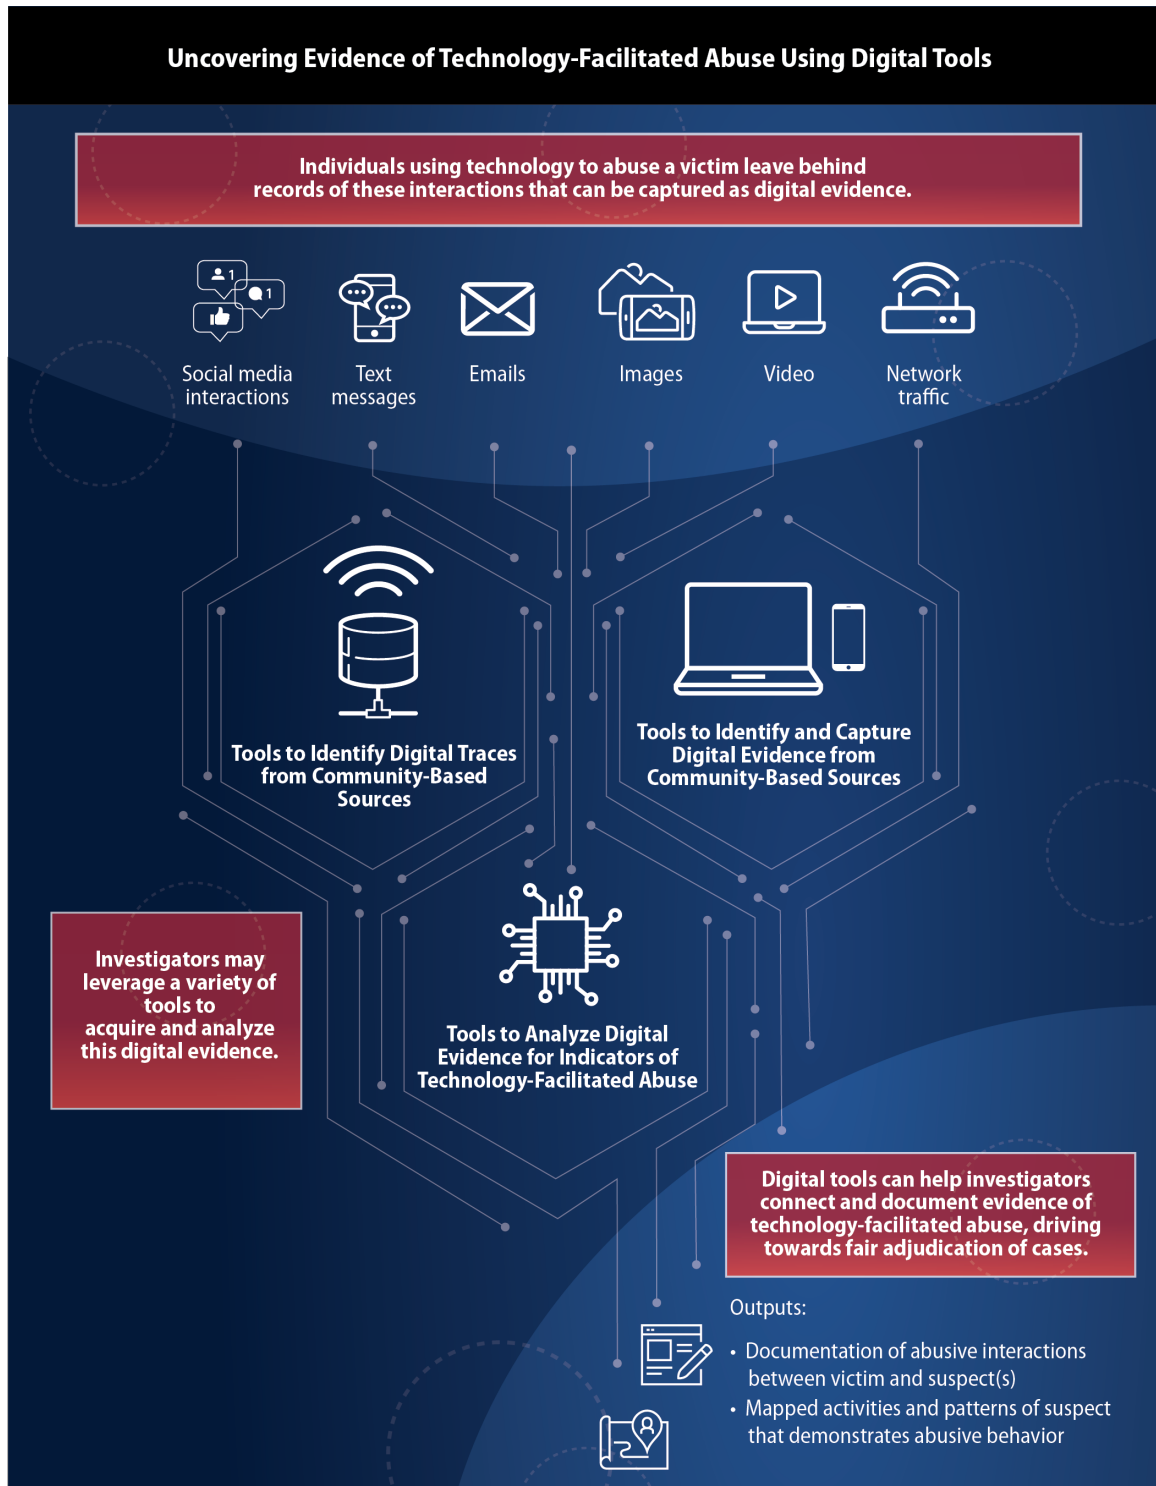 Uncovering Evidence of Technology-Facilitated Abuse Using Digital Tools
Individuals using technology to abuse a victim leave behind
records of these interactions that can be captured as digital evidence.
1
1
Social media
interactions
Text
messages
Emails
Images
Video
Network
traffic
Tools to Identify Digital Traces
from Community-Based
Sources
Tools to Identify and Capture
Digital Evidence from
Community-Based Sources
Investigators may
leverage a variety of
tools to
acquire and analyze
this digital evidence.
Tools to Analyze Digital
Evidence for Indicators of
Technology-Facilitated Abuse
Digital tools can help investigators
connect and document evidence of
technology-facilitated abuse, driving
towards fair adjudication of cases.
Outputs:
• Documentation of abusive interactions
between victim and suspect(s)
• Mapped activities and patterns of suspect
that demonstrates abusive behavior